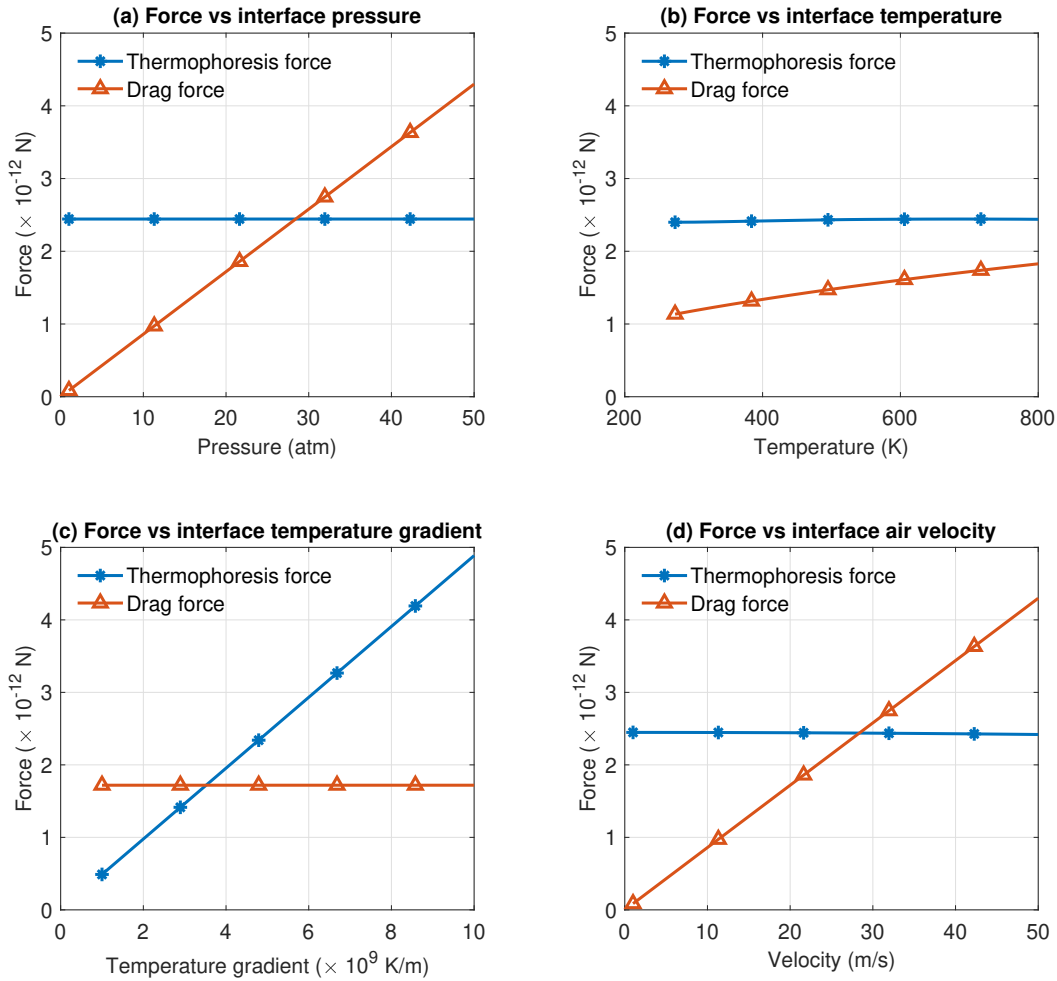 (a) Force vs interface pressure
Thermophoresis force
Drag force
5
4
3
2
1
0
Force (× 10⁻¹² N)
0 10 20 30 40 50
Pressure (atm)
(b) Force vs interface temperature
Thermophoresis force
Drag force
5
4
3
2
1
0
Force (× 10⁻¹² N)
200 400 600 800
Temperature (K)
(c) Force vs interface temperature gradient
Thermophoresis force
Drag force
5
4
3
2
1
0
Force (× 10⁻¹² N)
0 2 4 6 8 10
Temperature gradient (× 10⁹ K/m)
(d) Force vs interface air velocity
Thermophoresis force
Drag force
5
4
3
2
1
0
Force (× 10⁻¹² N)
0 10 20 30 40 50
Velocity (m/s)